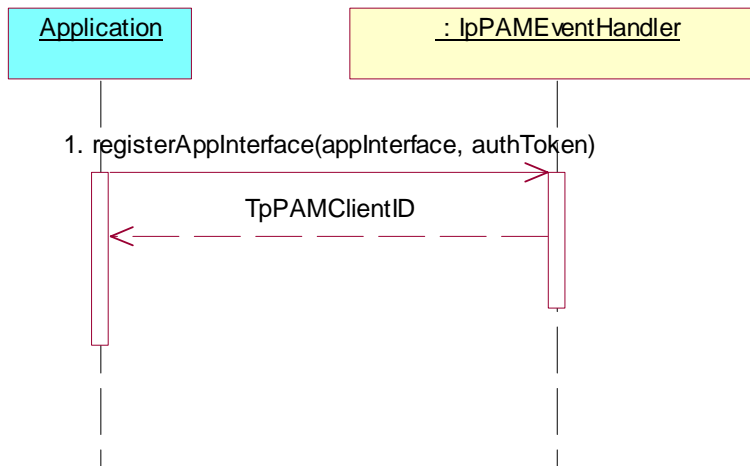 Application
: IpPAMEventHandler
1. registerAppInterface(appInterface, authToken)
TpPAMClientID